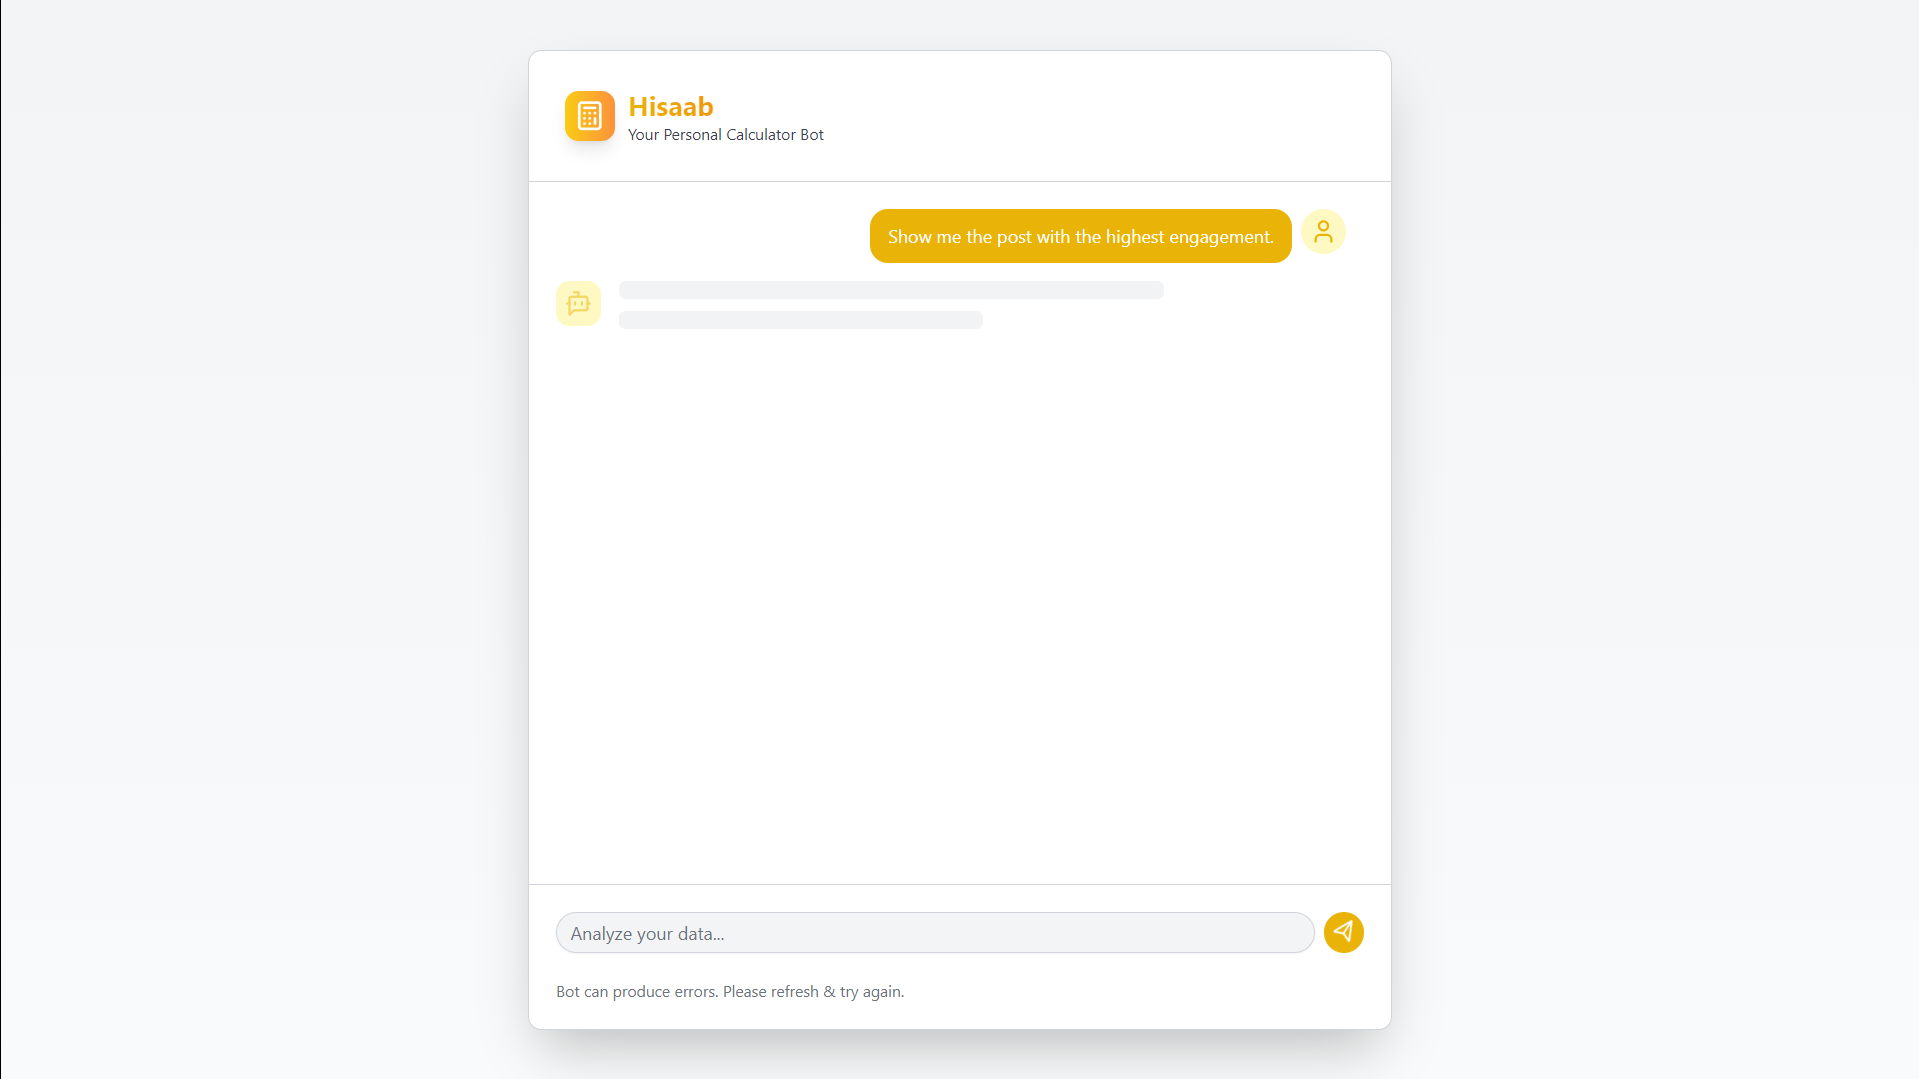 Hisaab
Your Personal Calculator Bot
Show me the post with the highest engagement.
Analyze your data...
Bot can produce errors. Please refresh & try again.